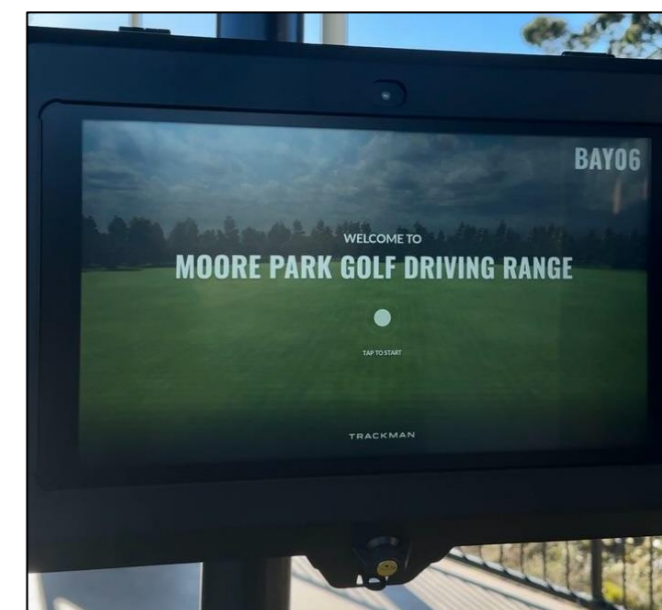 BAY06
WELCOME TO
MOORE PARK GOLF DRIVING RANGE
TAP TO START
TRACKMAN